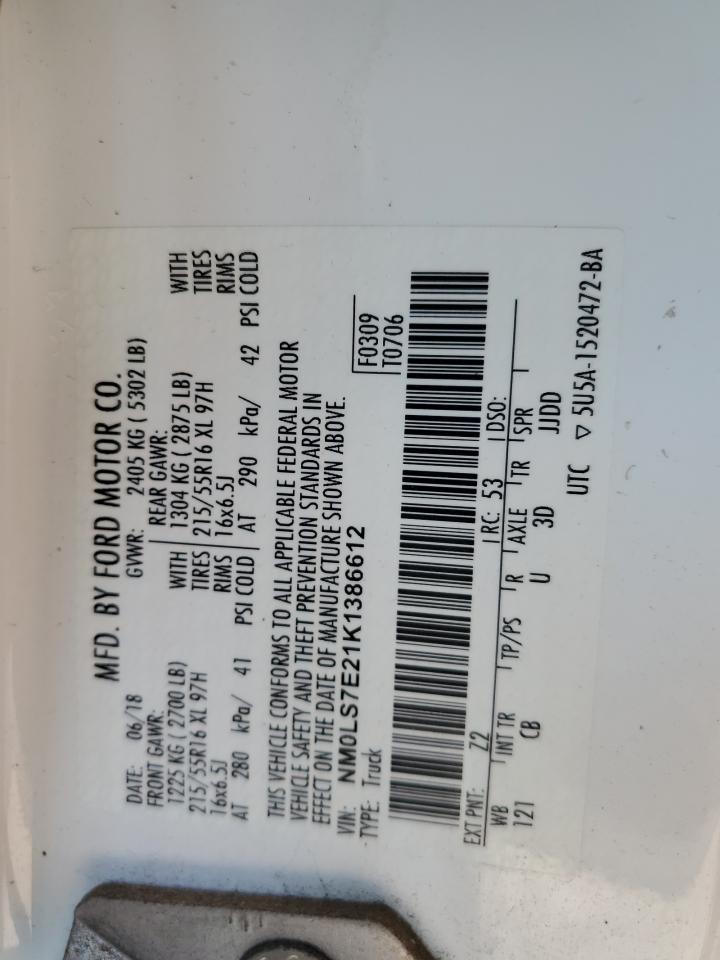 MFD. BY FORD MOTOR CO.
DATE: 06/18 GVWR: 2405 KG ( 5302 LB)
FRONT GAWR: REAR GAWR:
1225 KG ( 2700 LB) WITH 1304 KG ( 2875 LB) WITH
215/55R16 XL 97H TIRES 215/55R16 XL 97H TIRES
16x6.5J RIMS 16x6.5J RIMS
AT 280 kPa/ 41 PSI COLD AT 290 kPa/ 42 PSI COLD
THIS VEHICLE CONFORMS TO ALL APPLICABLE FEDERAL MOTOR
VEHICLE SAFETY AND THEFT PREVENTION STANDARDS IN
EFFECT ON THE DATE OF MANUFACTURE SHOWN ABOVE.
VIN: NM0LS7E21K1386612
TYPE: Truck
F0309
T0706
EXT PNT: Z2 RC: 53 DSO:
WB INT TR TP/PS R AXLE TR SPR
121 CB U 3D JJDD
UTC ▽ 5U5A-1520472-BA